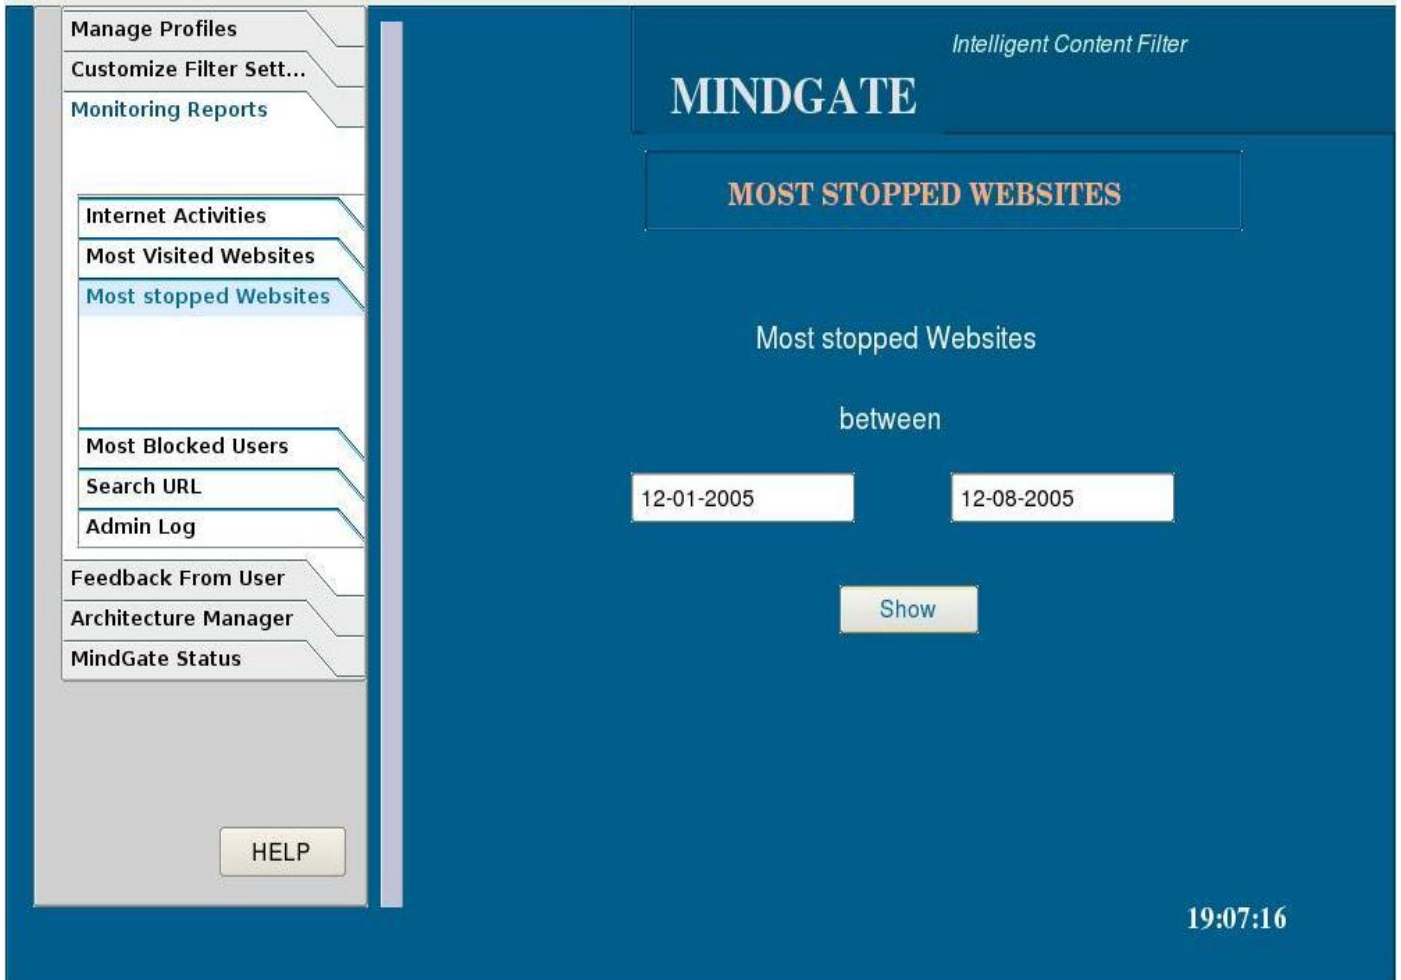 Manage Profiles
Customize Filter Sett...
Monitoring Reports
Internet Activities
Most Visited Websites
Most stopped Websites
Most Blocked Users
Search URL
Admin Log
Feedback From User
Architecture Manager
MindGate Status
HELP
Intelligent Content Filter
MINDGATE
MOST STOPPED WEBSITES
Most stopped Websites
between
12-01-2005 12-08-2005
Show
19:07:16